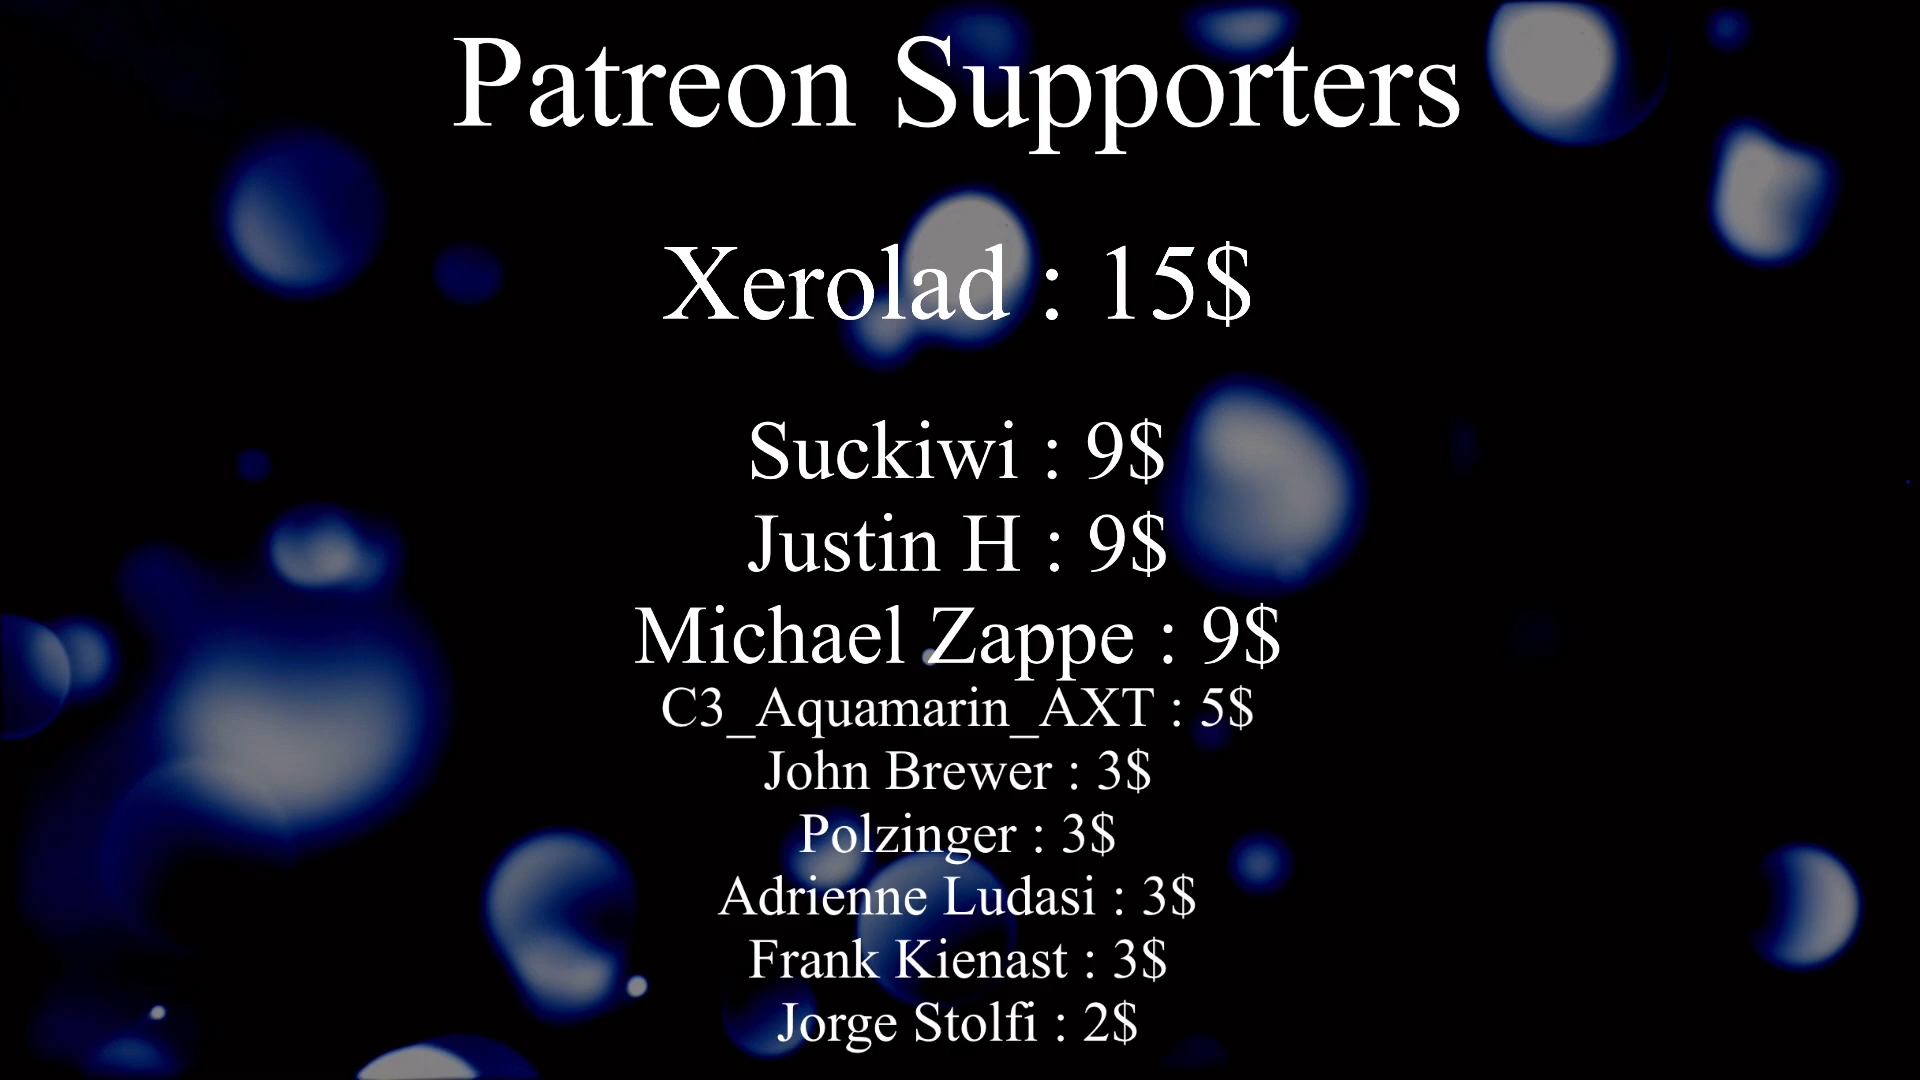 Patreon Supporters
Xerolad : 15$
Suckiwi : 9$
Justin H : 9$
Michael Zappe : 9$
C3_Aquamarin_AXT : 5$
John Brewer : 3$
Polzinger : 3$
Adrienne Ludasi : 3$
Frank Kienast : 3$
Jorge Stolfi : 2$